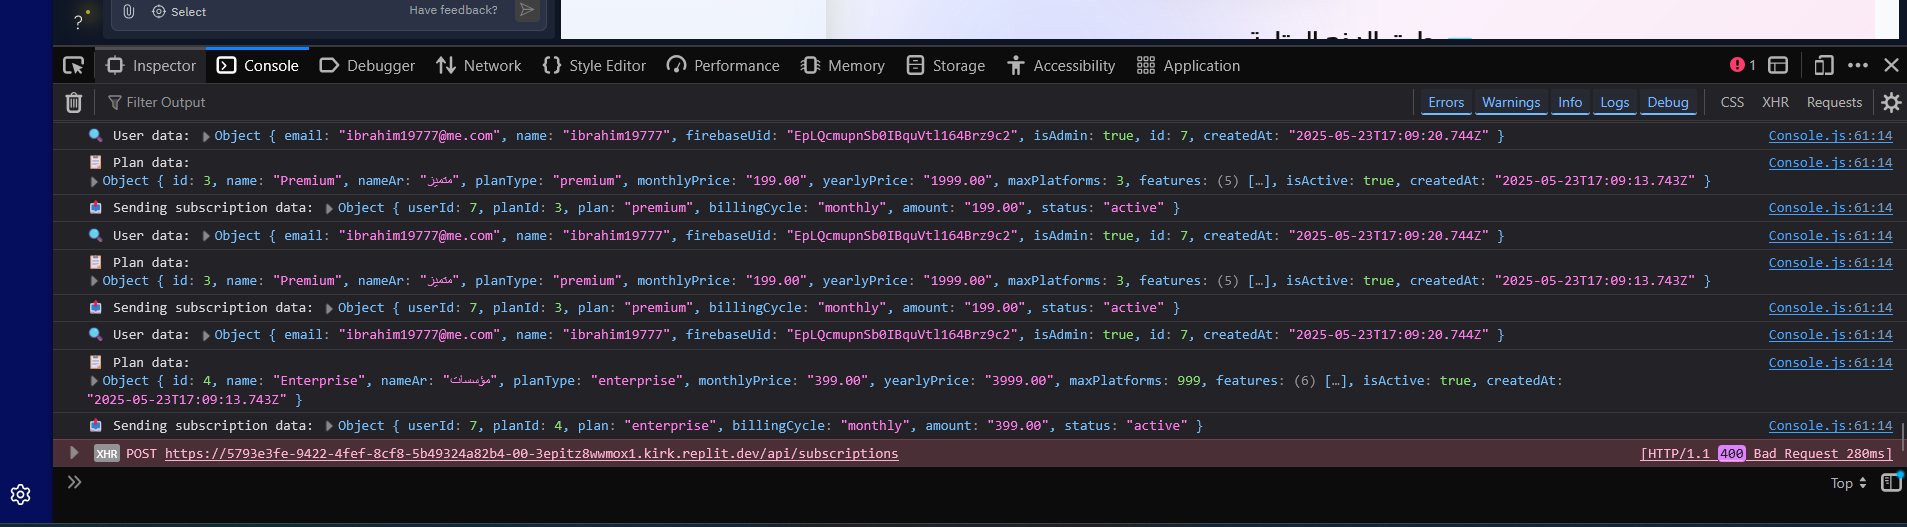 ?
Select
Have feedback?
Inspector Console Debugger Network Style Editor Performance Memory Storage Accessibility Application 1
Filter Output Errors Warnings Info Logs Debug CSS XHR Requests
User data: Object { email: "ibrahim19777@me.com", name: "ibrahim19777", firebaseUid: "EpLQcmupnSb0IBquVtl164Brz9c2", isAdmin: true, id: 7, createdAt: "2025-05-23T17:09:20.744Z" } Console.js:61:14
Plan data: Console.js:61:14
Object { id: 3, name: "Premium", nameAr: "متميز", planType: "premium", monthlyPrice: "199.00", yearlyPrice: "1999.00", maxPlatforms: 3, features: (5) […], isActive: true, createdAt: "2025-05-23T17:09:13.743Z" }
Sending subscription data: Object { userId: 7, planId: 3, plan: "premium", billingCycle: "monthly", amount: "199.00", status: "active" } Console.js:61:14
User data: Object { email: "ibrahim19777@me.com", name: "ibrahim19777", firebaseUid: "EpLQcmupnSb0IBquVtl164Brz9c2", isAdmin: true, id: 7, createdAt: "2025-05-23T17:09:20.744Z" } Console.js:61:14
Plan data: Console.js:61:14
Object { id: 3, name: "Premium", nameAr: "متميز", planType: "premium", monthlyPrice: "199.00", yearlyPrice: "1999.00", maxPlatforms: 3, features: (5) […], isActive: true, createdAt: "2025-05-23T17:09:13.743Z" }
Sending subscription data: Object { userId: 7, planId: 3, plan: "premium", billingCycle: "monthly", amount: "199.00", status: "active" } Console.js:61:14
User data: Object { email: "ibrahim19777@me.com", name: "ibrahim19777", firebaseUid: "EpLQcmupnSb0IBquVtl164Brz9c2", isAdmin: true, id: 7, createdAt: "2025-05-23T17:09:20.744Z" } Console.js:61:14
Plan data: Console.js:61:14
Object { id: 4, name: "Enterprise", nameAr: "مؤسسات", planType: "enterprise", monthlyPrice: "399.00", yearlyPrice: "3999.00", maxPlatforms: 999, features: (6) […], isActive: true, createdAt:
"2025-05-23T17:09:13.743Z" }
Sending subscription data: Object { userId: 7, planId: 4, plan: "enterprise", billingCycle: "monthly", amount: "399.00", status: "active" } Console.js:61:14
XHR POST https://5793e3fe-9422-4fef-8cf8-5b49324a82b4-00-3epitz8wwmox1.kirk.replit.dev/api/subscriptions [HTTP/1.1 400 Bad Request 280ms]
Top